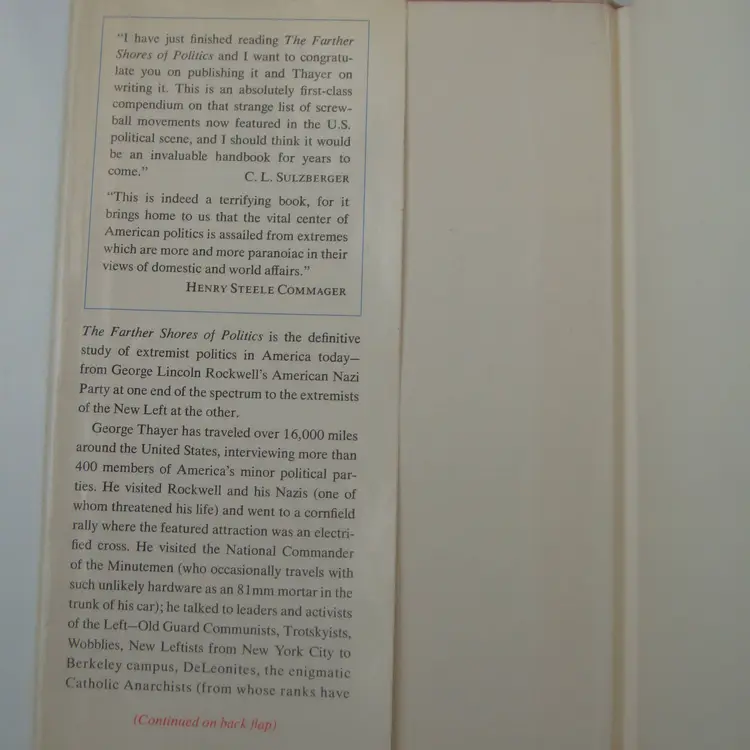 "I have just finished reading The Farther
Shores of Politics and I want to congratu-
late you on publishing it and Thayer on
writing it. This is an absolutely first-class
compendium on that strange list of screw-
ball movements now featured in the U.S.
political scene, and I should think it would
be an invaluable handbook for years to
come." C. L. SULZBERGER
"This is indeed a terrifying book, for it
brings home to us that the vital center of
American politics is assailed from extremes
which are more and more paranoiac in their
views of domestic and world affairs."
HENRY STEELE COMMAGER
The Farther Shores of Politics is the definitive
study of extremist politics in America today—
from George Lincoln Rockwell's American Nazi
Party at one end of the spectrum to the extremists
of the New Left at the other.
George Thayer has traveled over 16,000 miles
around the United States, interviewing more than
400 members of America's minor political par-
ties. He visited Rockwell and his Nazis (one of
whom threatened his life) and went to a cornfield
rally where the featured attraction was an electri-
fied cross. He visited the National Commander
of the Minutemen (who occasionally travels with
such unlikely hardware as an 81mm mortar in the
trunk of his car); he talked to leaders and activists
of the Left—Old Guard Communists, Trotskyists,
Wobblies, New Leftists from New York City to
Berkeley campus, DeLeonites, the enigmatic
Catholic Anarchists (from whose ranks have
(Continued on back flap)